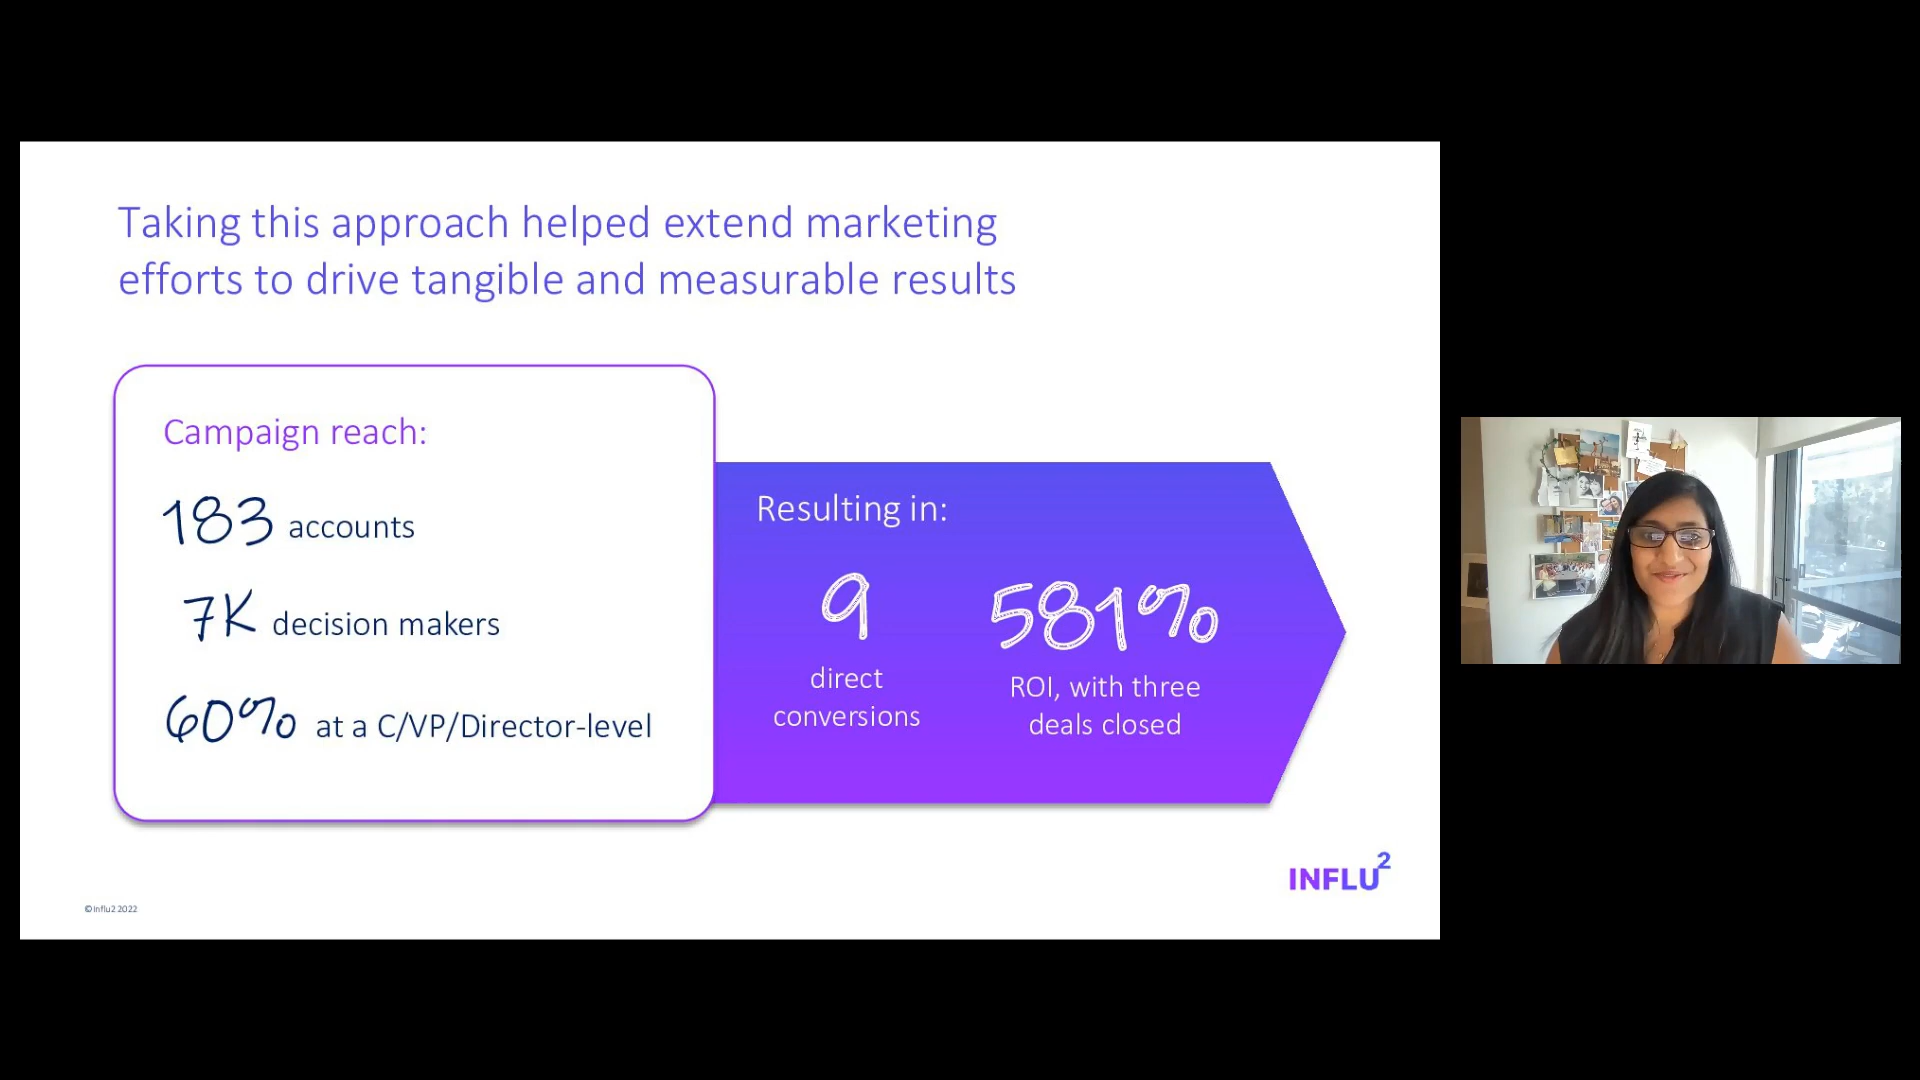 Taking this approach helped extend marketing
efforts to drive tangible and measurable results
Campaign reach:
183 accounts
7K decision makers
60% at a C/VP/Director-level
Resulting in:
9
direct
conversions
581%
ROI, with three
deals closed
INFLU2
©Influ2 2022